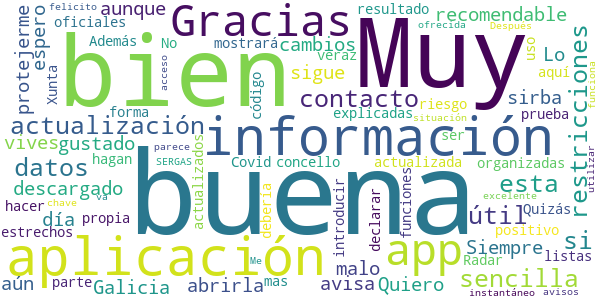 felicito
aunque
Gracias
Muy
resultado
ofrecida
recomendable
oficiales
Después
Además
No
mostrará
cambios
Lo
protejerme
espero
Xunta
bien
acceso
código
veraz
uso
aquí
sigue
restricciones
contacto
riesgo
sirba
forma
explicadas
prueba
actualización
información
situación
funciona
vives
gustado
actualizados
ser
hagan
parece
Covid
concello
actualizada
organizadas
datos
SERGAS
buena
esta
si
descargado
debería
introducir
declarar
funciones
excelente
utilizar
hacer
día
propia
útil
Quizás
estrechos
va
clave
aplicación
app
Siempre
positivo
Me
Radar
listas
aún
parte
Galicia
abrirla
mas
avisa
malo
Quiero
sencilla
instantáneo
avisos